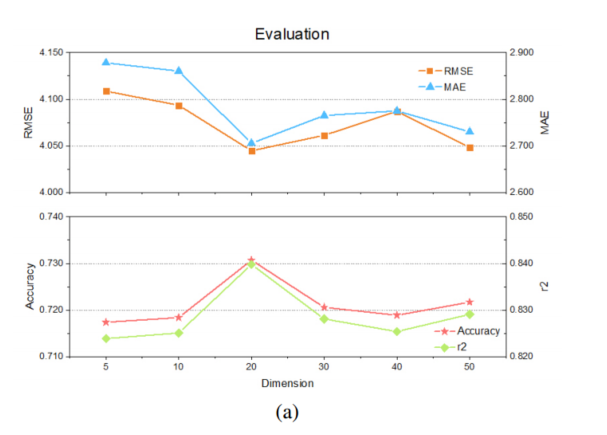 Evaluation
4.150
4.100
4.050
4.000
RMSE
2.900
2.800
2.700
2.600
MAE
RMSE
MAE
0.740
0.730
0.720
0.710
Accuracy
0.850
0.840
0.830
0.820
r2
Accuracy
r2
5 10 20 30 40 50
Dimension
(a)